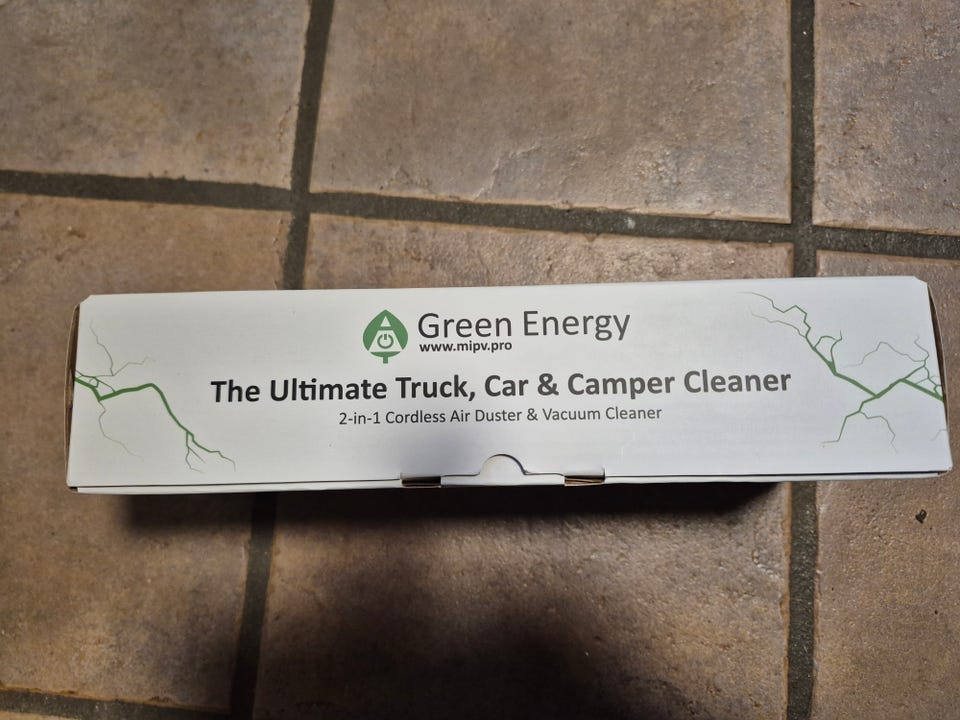 Green Energy
www.mipv.pro
The Ultimate Truck, Car & Camper Cleaner
2-in-1 Cordless Air Duster & Vacuum Cleaner